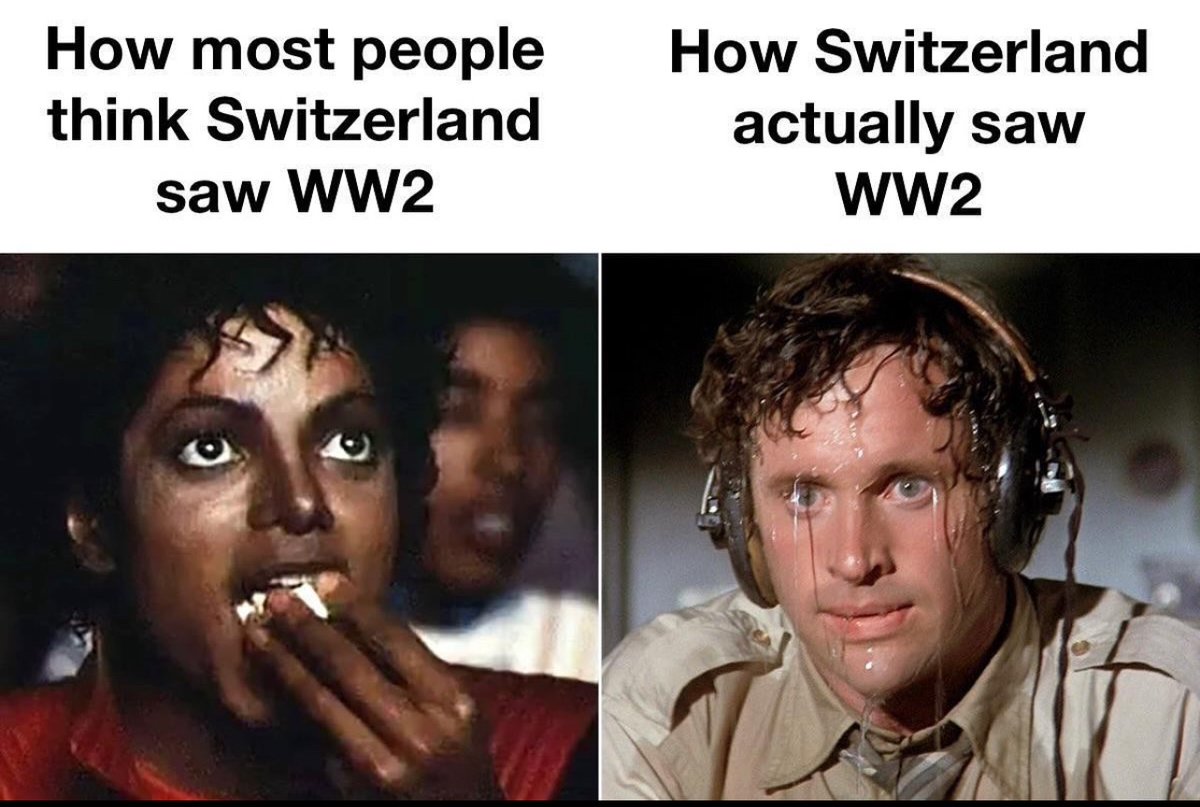 How most people
think Switzerland
saw WW2
How Switzerland
actually saw
WW2